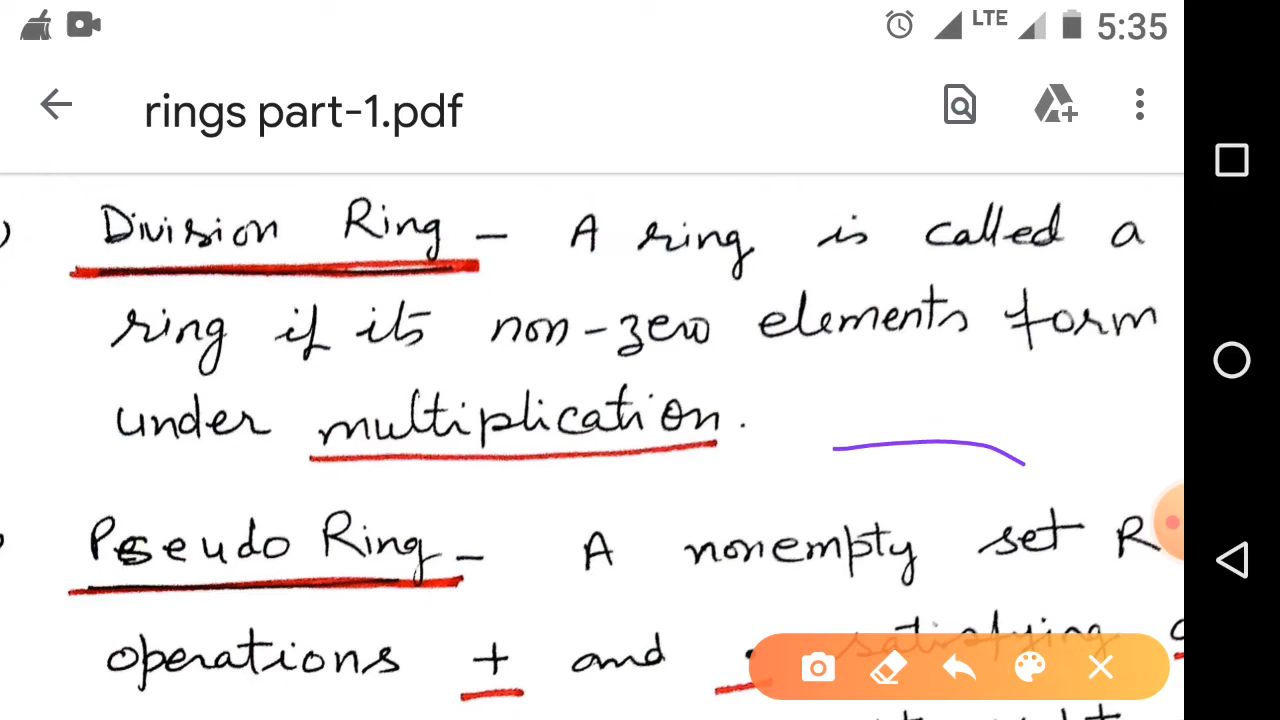 LTE 5:35
rings part-1.pdf
Division Ring - A ring is called a
ring if its non-zero elements form
under multiplication.
Pseudo Ring - A nonempty set R
operations + and · satisfying